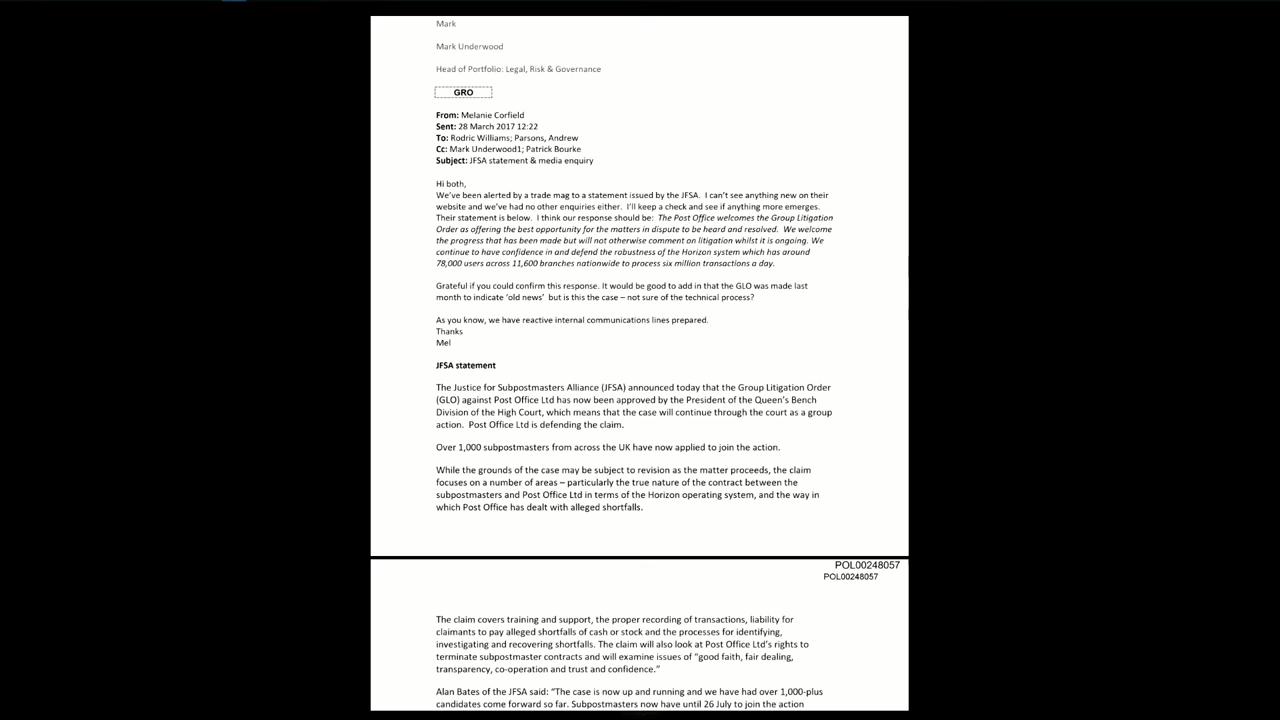 Mark
Mark Underwood
Head of Portfolio: Legal, Risk & Governance
GRO
From: Melanie Corfield
Sent: 28 March 2017 12:22
To: Rodric Williams; Parsons, Andrew
Cc: Mark Underwood1; Patrick Bourke
Subject: JFSA statement & media enquiry
Hi both,
We've been alerted by a trade mag to a statement issued by the JFSA.  I can't see anything new on their
website and we've had no other enquiries either.  I'll keep a check and see if anything more emerges.
Their statement is below.  I think our response should be:  The Post Office welcomes the Group Litigation
Order as offering the best opportunity for the matters in dispute to be heard and resolved.  We welcome
the progress that has been made but will not otherwise comment on litigation whilst it is ongoing. We
continue to have confidence in and defend the robustness of the Horizon system which has around
78,000 users across 11,600 branches nationwide to process six million transactions a day.
Grateful if you could confirm this response. It would be good to add in that the GLO was made last
month to indicate 'old news'  but is this the case – not sure of the technical process?
As you know, we have reactive internal communications lines prepared.
Thanks
Mel
JFSA statement
The Justice for Subpostmasters Alliance (JFSA) announced today that the Group Litigation Order
(GLO) against Post Office Ltd has now been approved by the President of the Queen's Bench
Division of the High Court, which means that the case will continue through the court as a group
action.  Post Office Ltd is defending the claim.
Over 1,000 subpostmasters from across the UK have now applied to join the action.
While the grounds of the case may be subject to revision as the matter proceeds, the claim
focuses on a number of areas – particularly the true nature of the contract between the
subpostmasters and Post Office Ltd in terms of the Horizon operating system, and the way in
which Post Office has dealt with alleged shortfalls.
POL00248057
POL00248057
The claim covers training and support, the proper recording of transactions, liability for
claimants to pay alleged shortfalls of cash or stock and the processes for identifying,
investigating and recovering shortfalls. The claim will also look at Post Office Ltd's rights to
terminate subpostmaster contracts and will examine issues of "good faith, fair dealing,
transparency, co-operation and trust and confidence."
Alan Bates of the JFSA said: "The case is now up and running and we have had over 1,000-plus
candidates come forward so far. Subpostmasters now have until 26 July to join the action